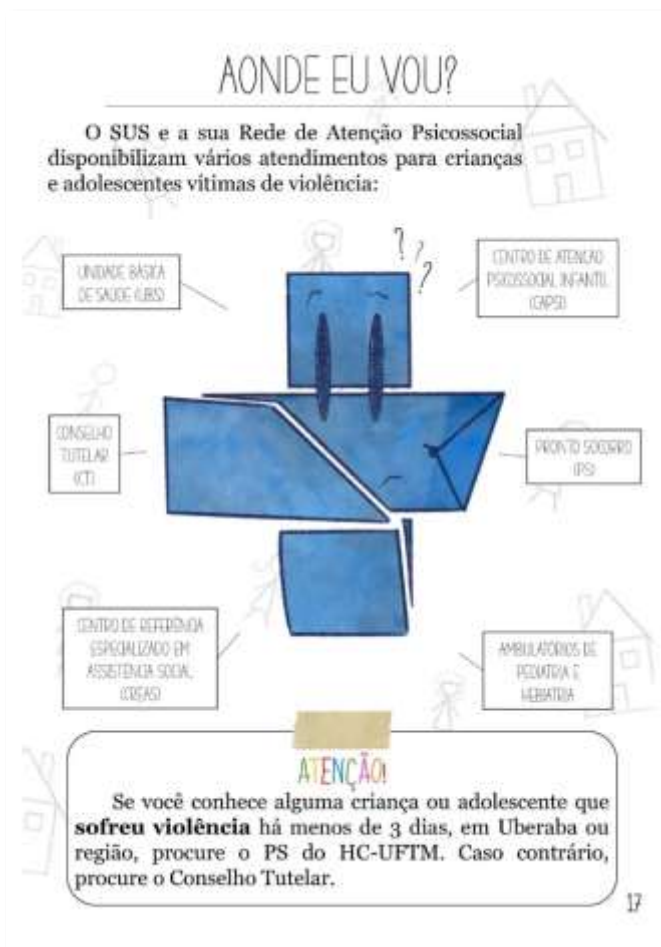 AONDE EU VOU?
O SUS e a sua Rede de Atenção Psicossocial
disponibilizam vários atendimentos para crianças
e adolescentes vítimas de violência:
? ? ?
UNIDADE BÁSICA
DE SAÚDE (UBS)
CENTRO DE ATENÇÃO
PSICOSSOCIAL INFANTIL
(CAPSI)
CONSELHO
TUTELAR
(CT)
PRONTO SOCORRO
(PS)
CENTRO DE REFERÊNCIA
ESPECIALIZADO EM
ASSISTÊNCIA SOCIAL
(CREAS)
AMBULATÓRIOS DE
PEDIATRIA E
HEBIATRIA
ATENÇÃO!
Se você conhece alguma criança ou adolescente que
sofreu violência há menos de 3 dias, em Uberaba ou
região, procure o PS do HC-UFTM. Caso contrário,
procure o Conselho Tutelar.
17